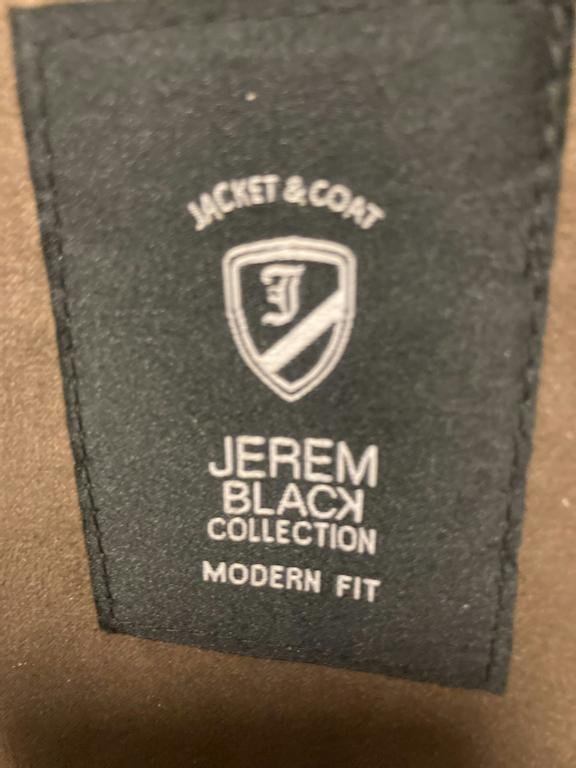 JACKET & COAT
J
JEREM
BLACK
COLLECTION
MODERN FIT